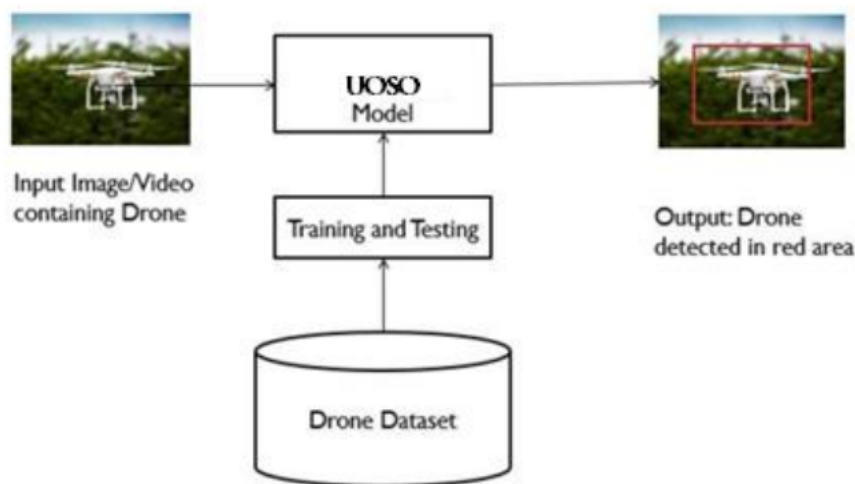 UOSO
Model
Input Image/Video
containing Drone
Training and Testing
Output: Drone
detected in red area
Drone Dataset